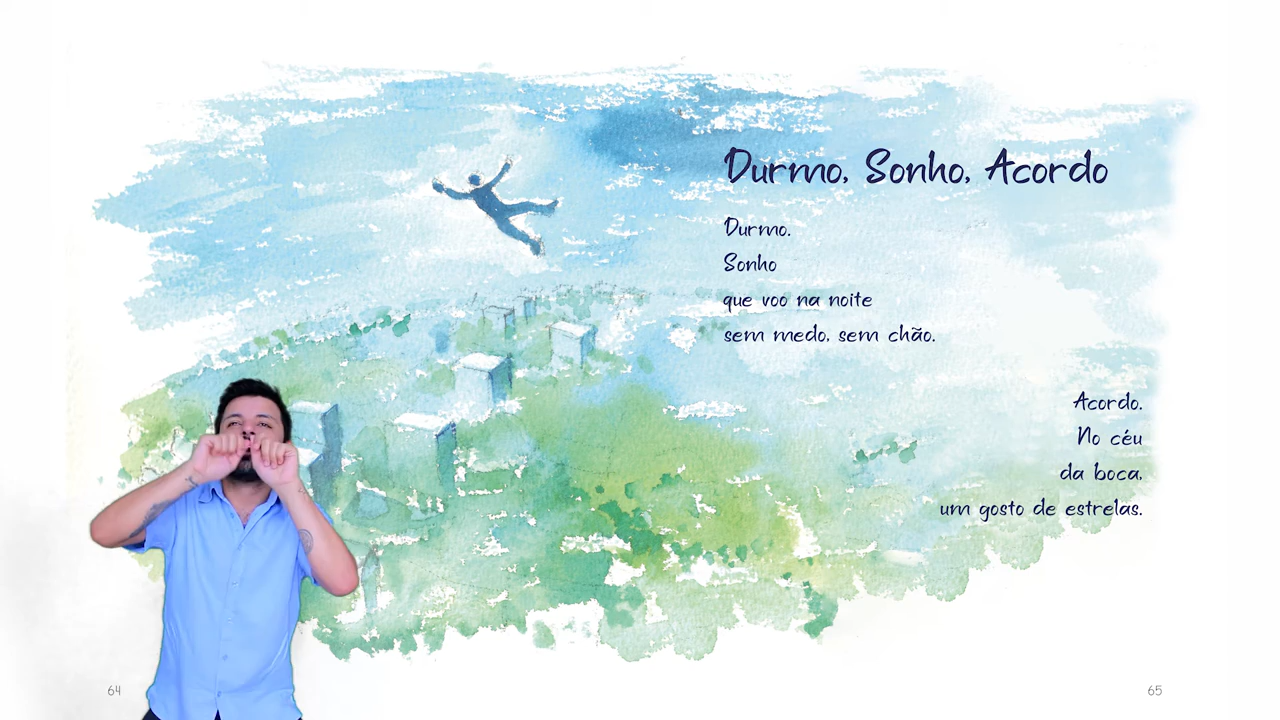 Durmo, Sonho, Acordo
Durmo.
Sonho
que voo na noite
sem medo, sem chão.
Acordo.
No céu
da boca,
um gosto de estrelas.
64
65